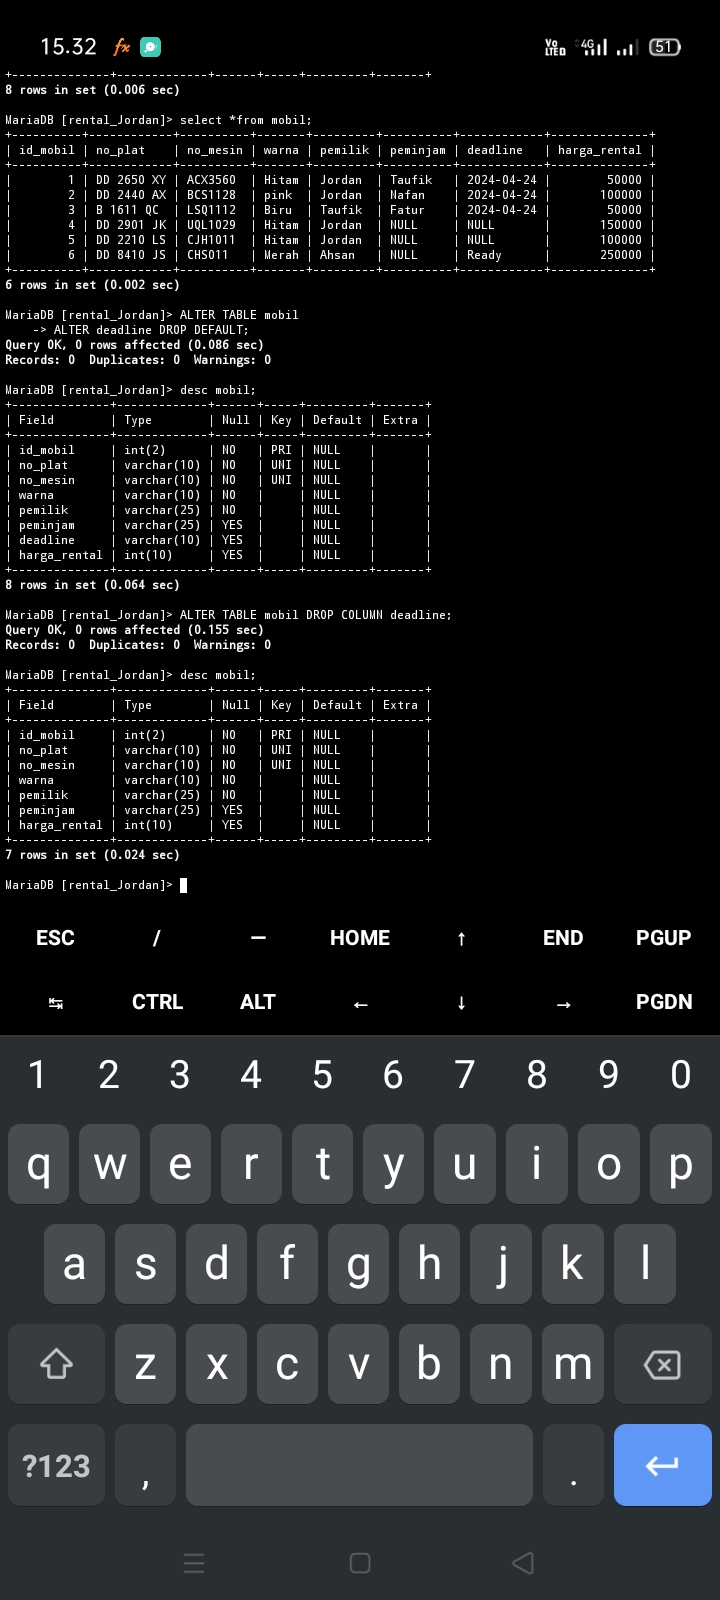 15.32 fx Vo LTE D 4G 51
+--------------+-------------+------+-----+---------+-------+
8 rows in set (0.006 sec)
MariaDB [rental_Jordan]> select *from mobil;
+----------+------------+----------+-------+---------+----------+------------+--------------+
| id_mobil | no_plat    | no_mesin | warna | pemilik | peminjam | deadline   | harga_rental |
+----------+------------+----------+-------+---------+----------+------------+--------------+
|        1 | DD 2650 XY | ACX3560  | Hitam | Jordan  | Taufik   | 2024-04-24 |        50000 |
|        2 | DD 2440 AX | BCS1128  | pink  | Jordan  | Nafan    | 2024-04-24 |       100000 |
|        3 | B 1611 QC  | LSQ1112  | Biru  | Taufik  | Fatur    | 2024-04-24 |        50000 |
|        4 | DD 2901 JK | UQL1029  | Hitam | Jordan  | NULL     | NULL       |       150000 |
|        5 | DD 2210 LS | CJH1011  | Hitam | Jordan  | NULL     | NULL       |       100000 |
|        6 | DD 8410 JS | CHS011   | Merah | Ahsan   | NULL     | Ready      |       250000 |
+----------+------------+----------+-------+---------+----------+------------+--------------+
6 rows in set (0.002 sec)
MariaDB [rental_Jordan]> ALTER TABLE mobil
    -> ALTER deadline DROP DEFAULT;
Query OK, 0 rows affected (0.086 sec)
Records: 0  Duplicates: 0  Warnings: 0
MariaDB [rental_Jordan]> desc mobil;
+--------------+-------------+------+-----+---------+-------+
| Field        | Type        | Null | Key | Default | Extra |
+--------------+-------------+------+-----+---------+-------+
| id_mobil     | int(2)      | NO   | PRI | NULL    |       |
| no_plat      | varchar(10) | NO   | UNI | NULL    |       |
| no_mesin     | varchar(10) | NO   | UNI | NULL    |       |
| warna        | varchar(10) | NO   |     | NULL    |       |
| pemilik      | varchar(25) | NO   |     | NULL    |       |
| peminjam     | varchar(25) | YES  |     | NULL    |       |
| deadline     | varchar(10) | YES  |     | NULL    |       |
| harga_rental | int(10)     | YES  |     | NULL    |       |
+--------------+-------------+------+-----+---------+-------+
8 rows in set (0.064 sec)
MariaDB [rental_Jordan]> ALTER TABLE mobil DROP COLUMN deadline;
Query OK, 0 rows affected (0.155 sec)
Records: 0  Duplicates: 0  Warnings: 0
MariaDB [rental_Jordan]> desc mobil;
+--------------+-------------+------+-----+---------+-------+
| Field        | Type        | Null | Key | Default | Extra |
+--------------+-------------+------+-----+---------+-------+
| id_mobil     | int(2)      | NO   | PRI | NULL    |       |
| no_plat      | varchar(10) | NO   | UNI | NULL    |       |
| no_mesin     | varchar(10) | NO   | UNI | NULL    |       |
| warna        | varchar(10) | NO   |     | NULL    |       |
| pemilik      | varchar(25) | NO   |     | NULL    |       |
| peminjam     | varchar(25) | YES  |     | NULL    |       |
| harga_rental | int(10)     | YES  |     | NULL    |       |
+--------------+-------------+------+-----+---------+-------+
7 rows in set (0.024 sec)
MariaDB [rental_Jordan]>
ESC / — HOME ↑ END PGUP
↹ CTRL ALT ← ↓ → PGDN
1 2 3 4 5 6 7 8 9 0
q w e r t y u i o p
a s d f g h j k l
z x c v b n m
?123 , .